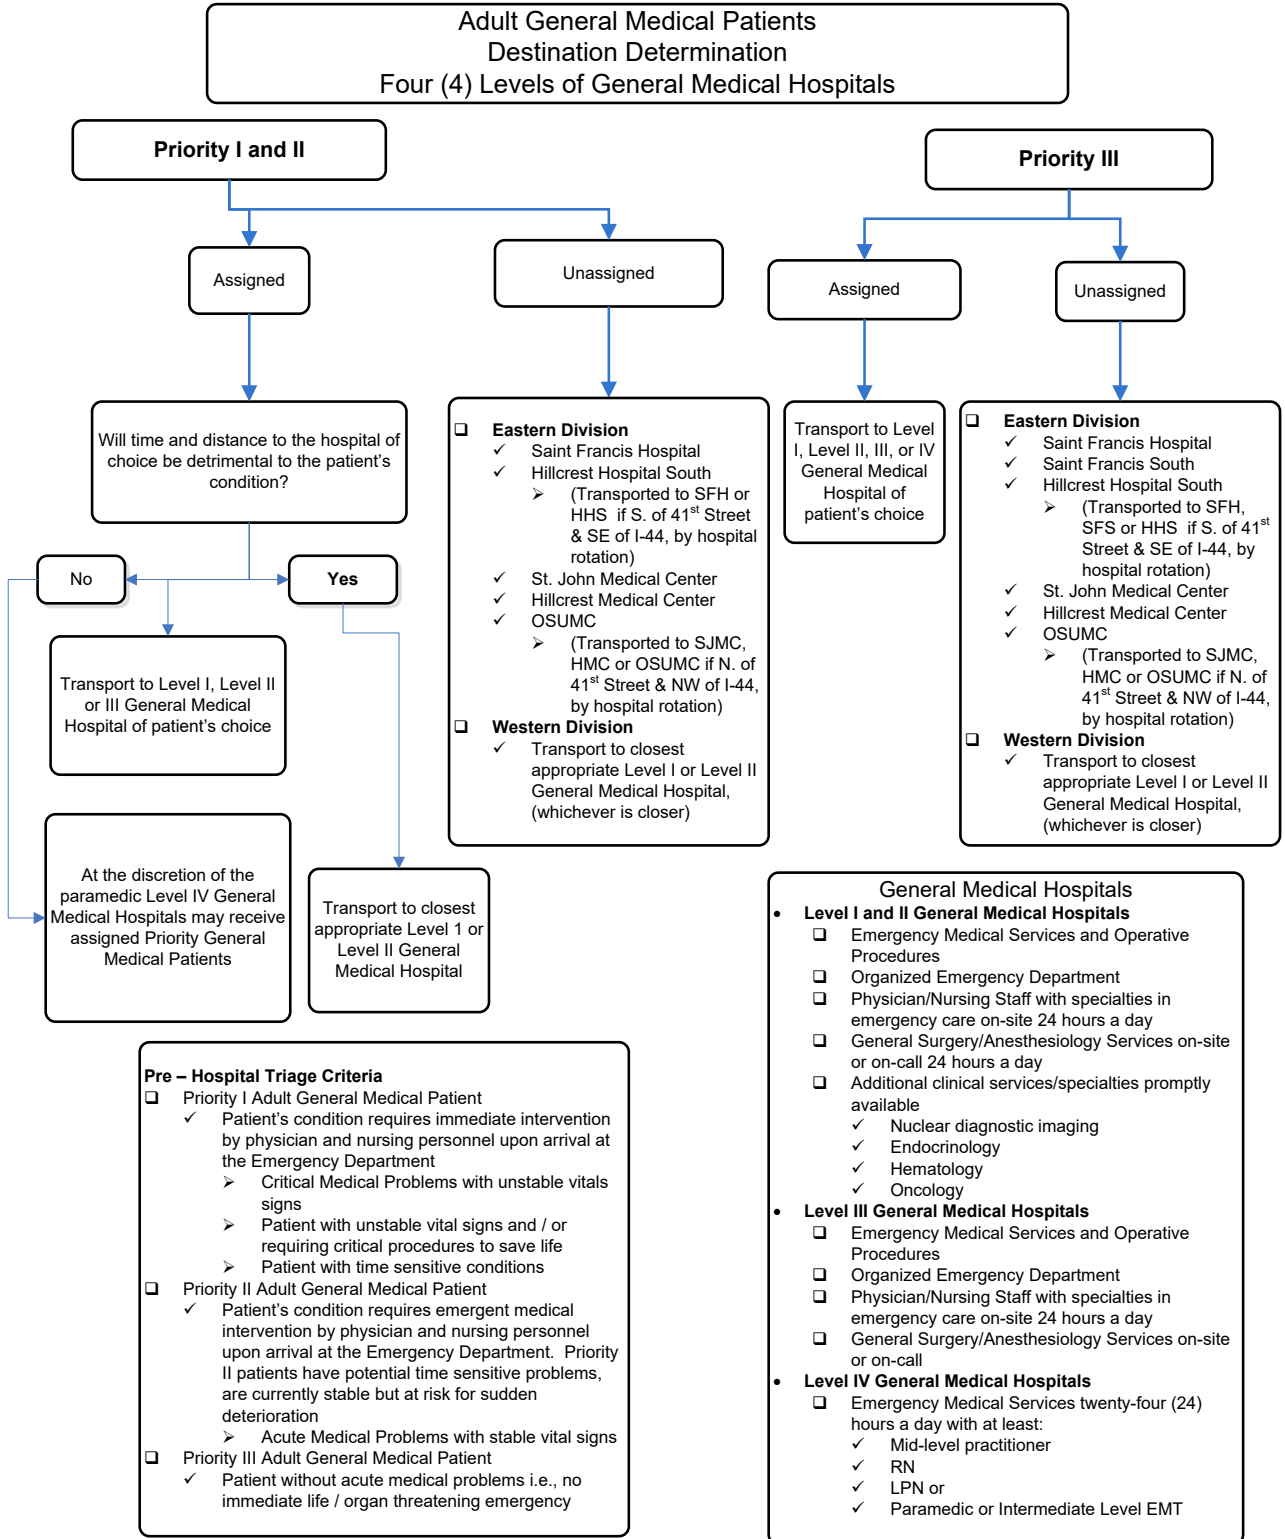 Adult General Medical Patients
Destination Determination
Four (4) Levels of General Medical Hospitals
Priority I and II
Priority III
Assigned
Unassigned
Assigned
Unassigned
Will time and distance to the hospital of
choice be detrimental to the patient’s
condition?
No
Yes
Transport to Level I, Level II
or III General Medical
Hospital of patient’s choice
At the discretion of the
paramedic Level IV General
Medical Hospitals may receive
assigned Priority General
Medical Patients
Transport to closest
appropriate Level 1 or
Level II General
Medical Hospital
❑ Eastern Division
✓ Saint Francis Hospital
✓ Hillcrest Hospital South
➢ (Transported to SFH or
HHS if S. of 41st Street
& SE of I-44, by hospital
rotation)
✓ St. John Medical Center
✓ Hillcrest Medical Center
✓ OSUMC
➢ (Transported to SJMC,
HMC or OSUMC if N. of
41st Street & NW of I-44,
by hospital rotation)
❑ Western Division
✓ Transport to closest
appropriate Level I or Level II
General Medical Hospital,
(whichever is closer)
Transport to Level
I, Level II, III, or IV
General Medical
Hospital of
patient’s choice
❑ Eastern Division
✓ Saint Francis Hospital
✓ Saint Francis South
✓ Hillcrest Hospital South
➢ (Transported to SFH,
SFS or HHS if S. of 41st
Street & SE of I-44, by
hospital rotation)
✓ St. John Medical Center
✓ Hillcrest Medical Center
✓ OSUMC
➢ (Transported to SJMC,
HMC or OSUMC if N. of
41st Street & NW of I-44,
by hospital rotation)
❑ Western Division
✓ Transport to closest
appropriate Level I or Level II
General Medical Hospital,
(whichever is closer)
Pre – Hospital Triage Criteria
❑ Priority I Adult General Medical Patient
✓ Patient’s condition requires immediate intervention
by physician and nursing personnel upon arrival at
the Emergency Department
➢ Critical Medical Problems with unstable vitals
signs
➢ Patient with unstable vital signs and / or
requiring critical procedures to save life
➢ Patient with time sensitive conditions
❑ Priority II Adult General Medical Patient
✓ Patient’s condition requires emergent medical
intervention by physician and nursing personnel
upon arrival at the Emergency Department. Priority
II patients have potential time sensitive problems,
are currently stable but at risk for sudden
deterioration
➢ Acute Medical Problems with stable vital signs
❑ Priority III Adult General Medical Patient
✓ Patient without acute medical problems i.e., no
immediate life / organ threatening emergency
General Medical Hospitals
• Level I and II General Medical Hospitals
❑ Emergency Medical Services and Operative
Procedures
❑ Organized Emergency Department
❑ Physician/Nursing Staff with specialties in
emergency care on-site 24 hours a day
❑ General Surgery/Anesthesiology Services on-site
or on-call 24 hours a day
❑ Additional clinical services/specialties promptly
available
✓ Nuclear diagnostic imaging
✓ Endocrinology
✓ Hematology
✓ Oncology
• Level III General Medical Hospitals
❑ Emergency Medical Services and Operative
Procedures
❑ Organized Emergency Department
❑ Physician/Nursing Staff with specialties in
emergency care on-site 24 hours a day
❑ General Surgery/Anesthesiology Services on-site
or on-call
• Level IV General Medical Hospitals
❑ Emergency Medical Services twenty-four (24)
hours a day with at least:
✓ Mid-level practitioner
✓ RN
✓ LPN or
✓ Paramedic or Intermediate Level EMT